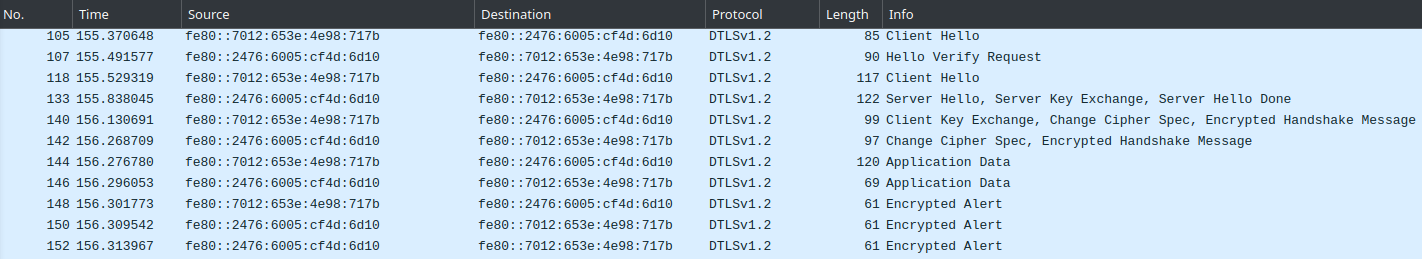 No. Time Source Destination Protocol Length Info
105 155.370648 fe80::7012:653e:4e98:717b fe80::2476:6005:cf4d:6d10 DTLSv1.2 85 Client Hello
107 155.491577 fe80::2476:6005:cf4d:6d10 fe80::7012:653e:4e98:717b DTLSv1.2 90 Hello Verify Request
118 155.529319 fe80::7012:653e:4e98:717b fe80::2476:6005:cf4d:6d10 DTLSv1.2 117 Client Hello
133 155.838045 fe80::2476:6005:cf4d:6d10 fe80::7012:653e:4e98:717b DTLSv1.2 122 Server Hello, Server Key Exchange, Server Hello Done
140 156.130691 fe80::7012:653e:4e98:717b fe80::2476:6005:cf4d:6d10 DTLSv1.2 99 Client Key Exchange, Change Cipher Spec, Encrypted Handshake Message
142 156.268709 fe80::2476:6005:cf4d:6d10 fe80::7012:653e:4e98:717b DTLSv1.2 97 Change Cipher Spec, Encrypted Handshake Message
144 156.276780 fe80::7012:653e:4e98:717b fe80::2476:6005:cf4d:6d10 DTLSv1.2 120 Application Data
146 156.296053 fe80::2476:6005:cf4d:6d10 fe80::7012:653e:4e98:717b DTLSv1.2 69 Application Data
148 156.301773 fe80::7012:653e:4e98:717b fe80::2476:6005:cf4d:6d10 DTLSv1.2 61 Encrypted Alert
150 156.309542 fe80::2476:6005:cf4d:6d10 fe80::7012:653e:4e98:717b DTLSv1.2 61 Encrypted Alert
152 156.313967 fe80::2476:6005:cf4d:6d10 fe80::7012:653e:4e98:717b DTLSv1.2 61 Encrypted Alert